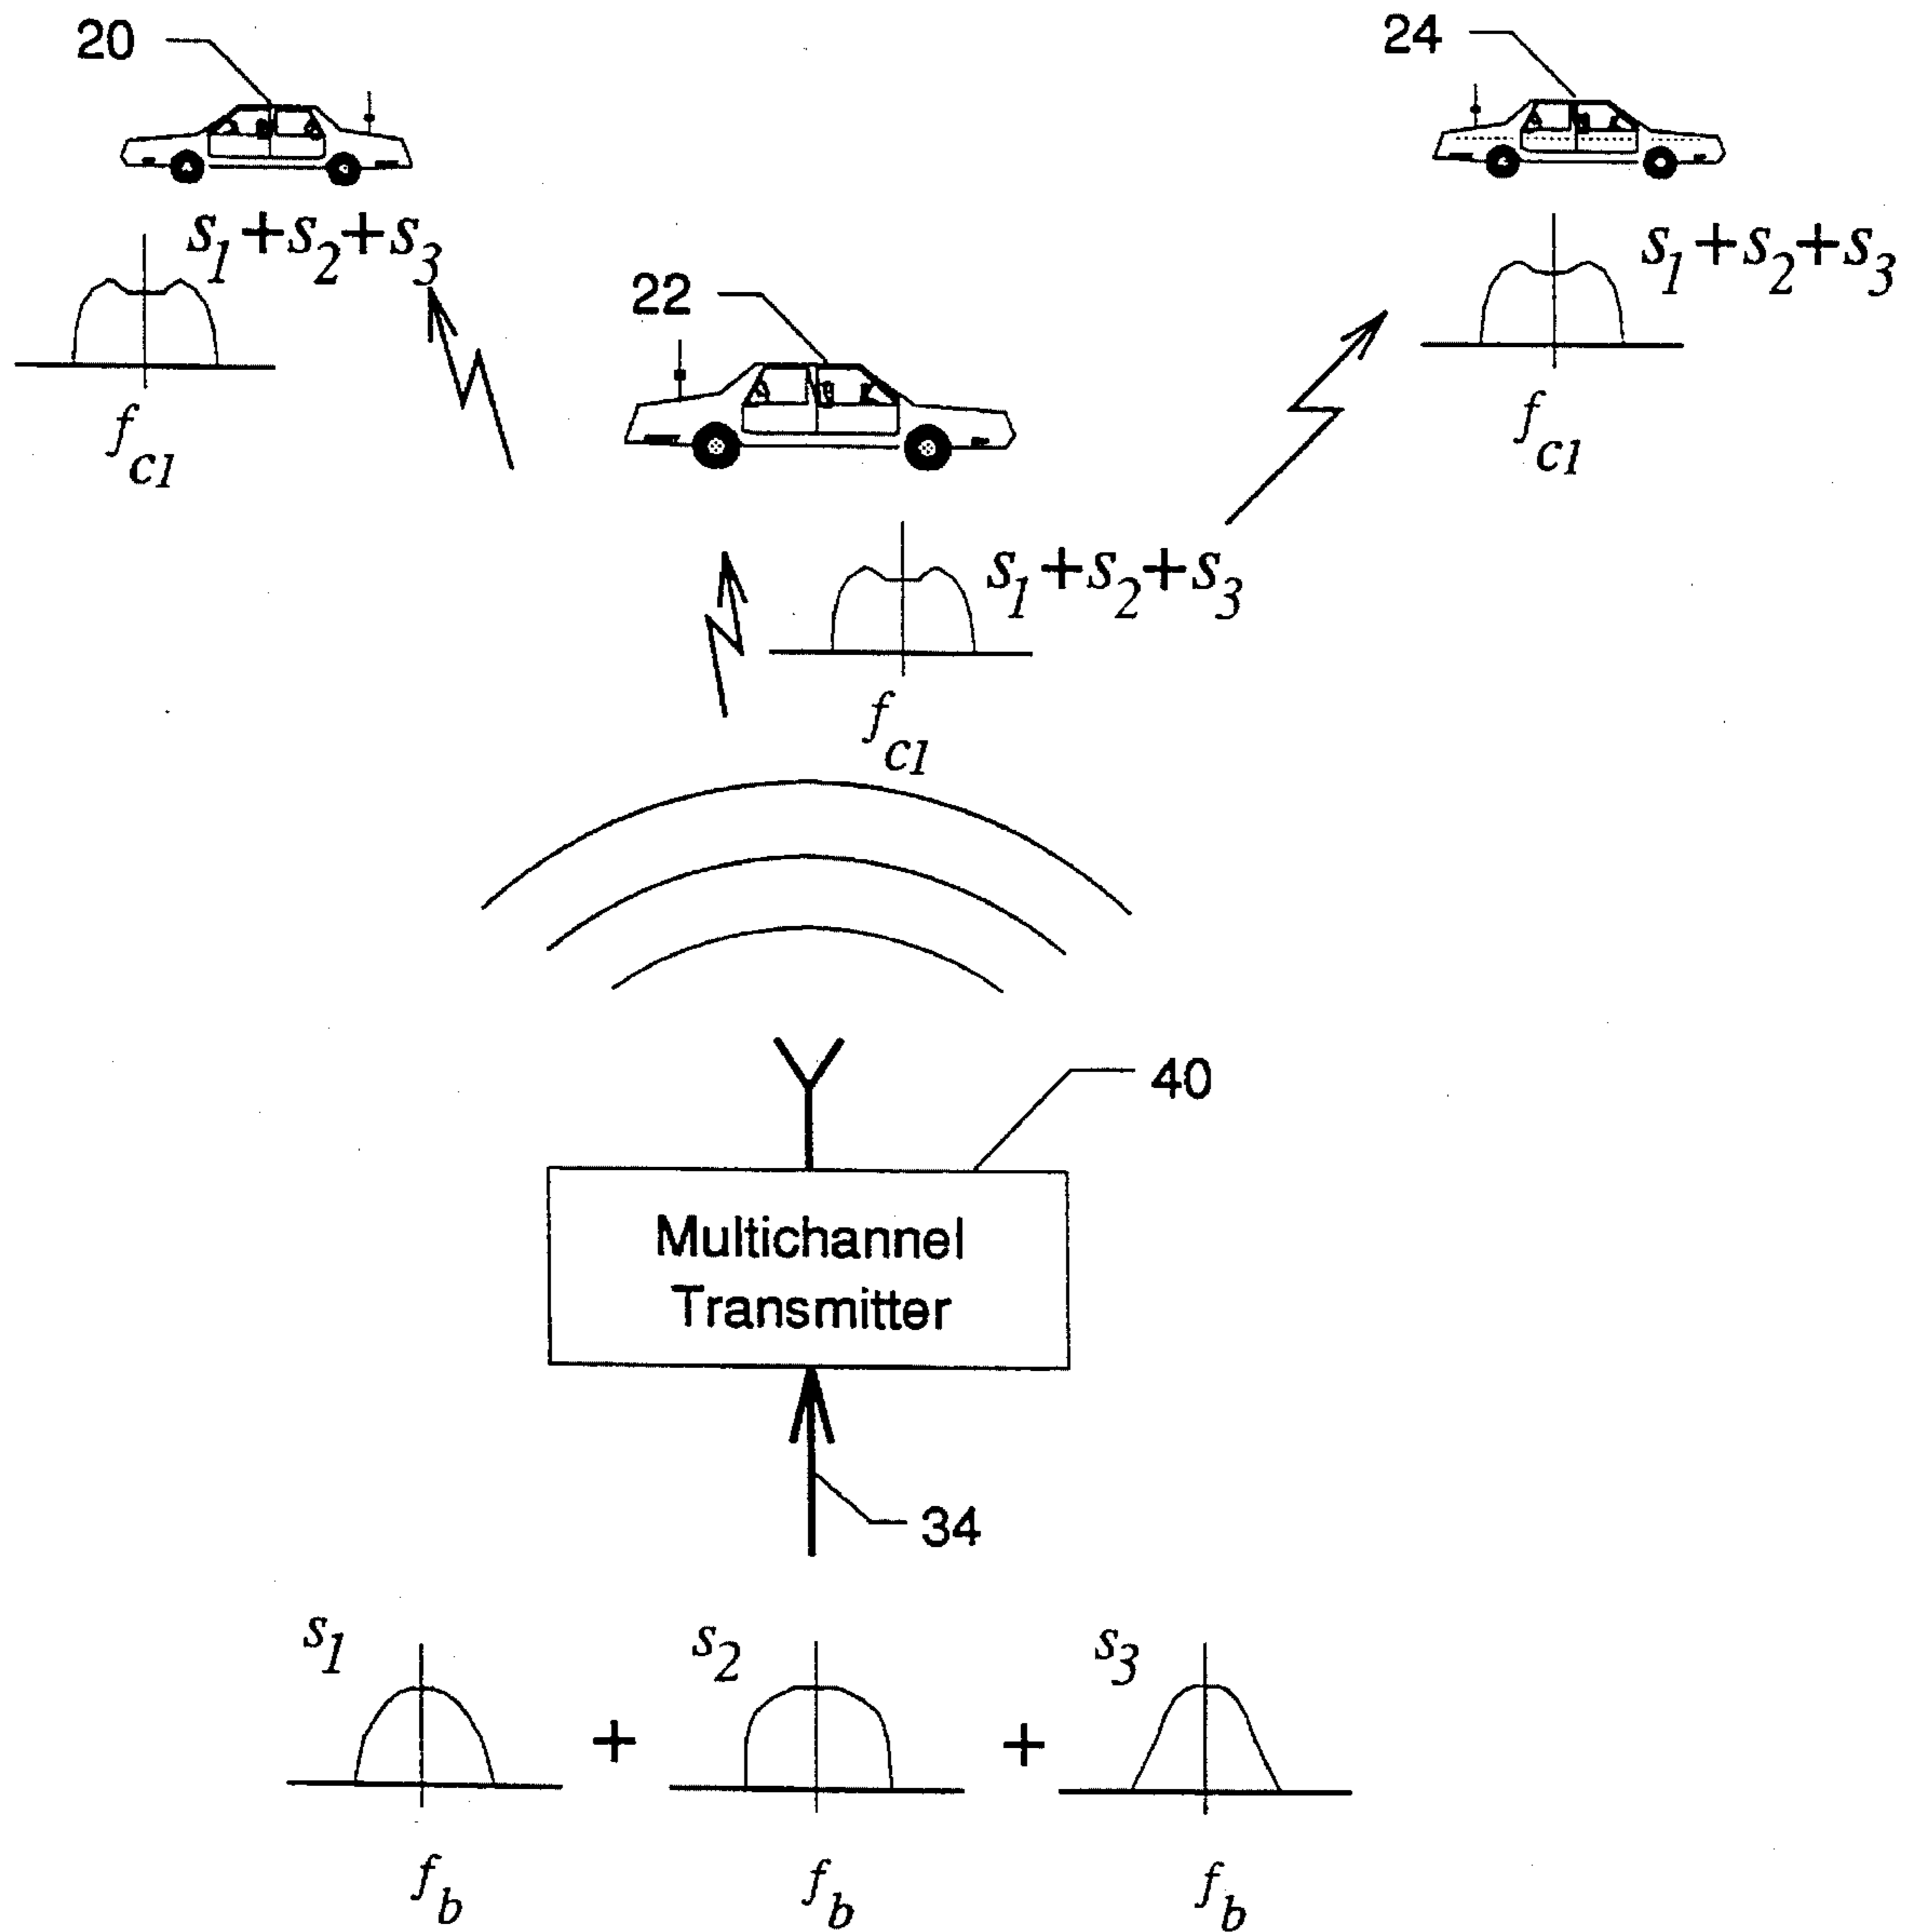 20
24
s1+s2+s3
s1+s2+s3
22
fc1
fc1
s1+s2+s3
fc1
40
Multichannel
Transmitter
34
s1 + s2 + s3
fb fb fb